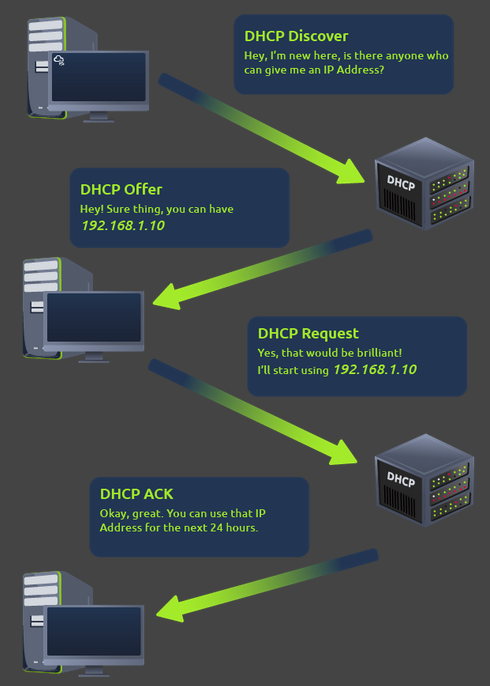 DHCP Discover
Hey, I'm new here, is there anyone who
can give me an IP Address?
DHCP
DHCP Offer
Hey! Sure thing, you can have
192.168.1.10
DHCP Request
Yes, that would be brilliant!
I'll start using 192.168.1.10
DHCP
DHCP ACK
Okay, great. You can use that IP
Address for the next 24 hours.